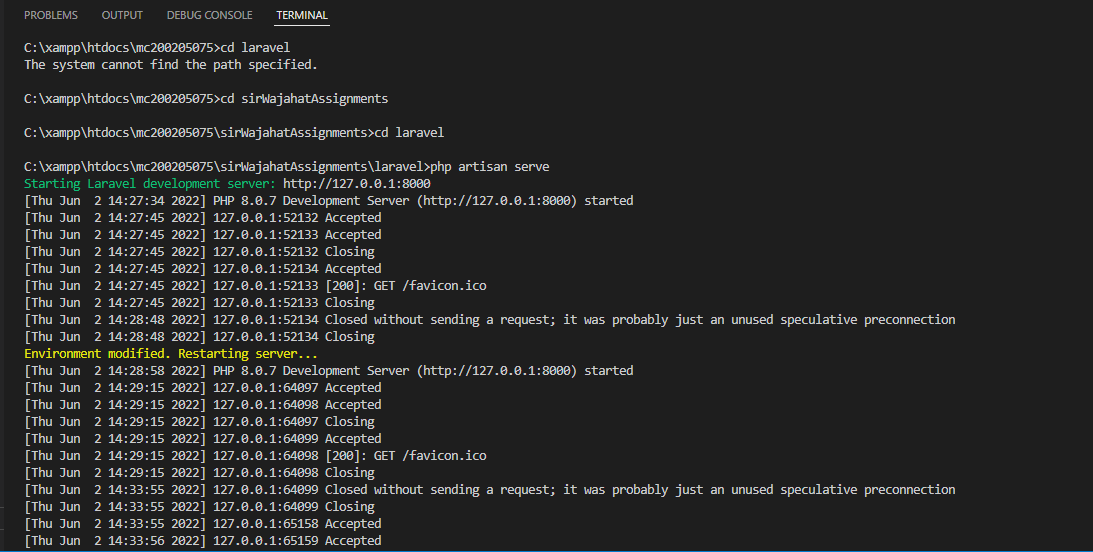 PROBLEMS OUTPUT DEBUG CONSOLE TERMINAL
C:\xampp\htdocs\mc200205075>cd laravel
The system cannot find the path specified.
C:\xampp\htdocs\mc200205075>cd sirWajahatAssignments
C:\xampp\htdocs\mc200205075\sirWajahatAssignments>cd laravel
C:\xampp\htdocs\mc200205075\sirWajahatAssignments\laravel>php artisan serve
Starting Laravel development server: http://127.0.0.1:8000
[Thu Jun  2 14:27:34 2022] PHP 8.0.7 Development Server (http://127.0.0.1:8000) started
[Thu Jun  2 14:27:45 2022] 127.0.0.1:52132 Accepted
[Thu Jun  2 14:27:45 2022] 127.0.0.1:52133 Accepted
[Thu Jun  2 14:27:45 2022] 127.0.0.1:52132 Closing
[Thu Jun  2 14:27:45 2022] 127.0.0.1:52134 Accepted
[Thu Jun  2 14:27:45 2022] 127.0.0.1:52133 [200]: GET /favicon.ico
[Thu Jun  2 14:27:45 2022] 127.0.0.1:52133 Closing
[Thu Jun  2 14:28:48 2022] 127.0.0.1:52134 Closed without sending a request; it was probably just an unused speculative preconnection
[Thu Jun  2 14:28:48 2022] 127.0.0.1:52134 Closing
Environment modified. Restarting server...
[Thu Jun  2 14:28:58 2022] PHP 8.0.7 Development Server (http://127.0.0.1:8000) started
[Thu Jun  2 14:29:15 2022] 127.0.0.1:64097 Accepted
[Thu Jun  2 14:29:15 2022] 127.0.0.1:64098 Accepted
[Thu Jun  2 14:29:15 2022] 127.0.0.1:64097 Closing
[Thu Jun  2 14:29:15 2022] 127.0.0.1:64099 Accepted
[Thu Jun  2 14:29:15 2022] 127.0.0.1:64098 [200]: GET /favicon.ico
[Thu Jun  2 14:29:15 2022] 127.0.0.1:64098 Closing
[Thu Jun  2 14:33:55 2022] 127.0.0.1:64099 Closed without sending a request; it was probably just an unused speculative preconnection
[Thu Jun  2 14:33:55 2022] 127.0.0.1:64099 Closing
[Thu Jun  2 14:33:55 2022] 127.0.0.1:65158 Accepted
[Thu Jun  2 14:33:56 2022] 127.0.0.1:65159 Accepted